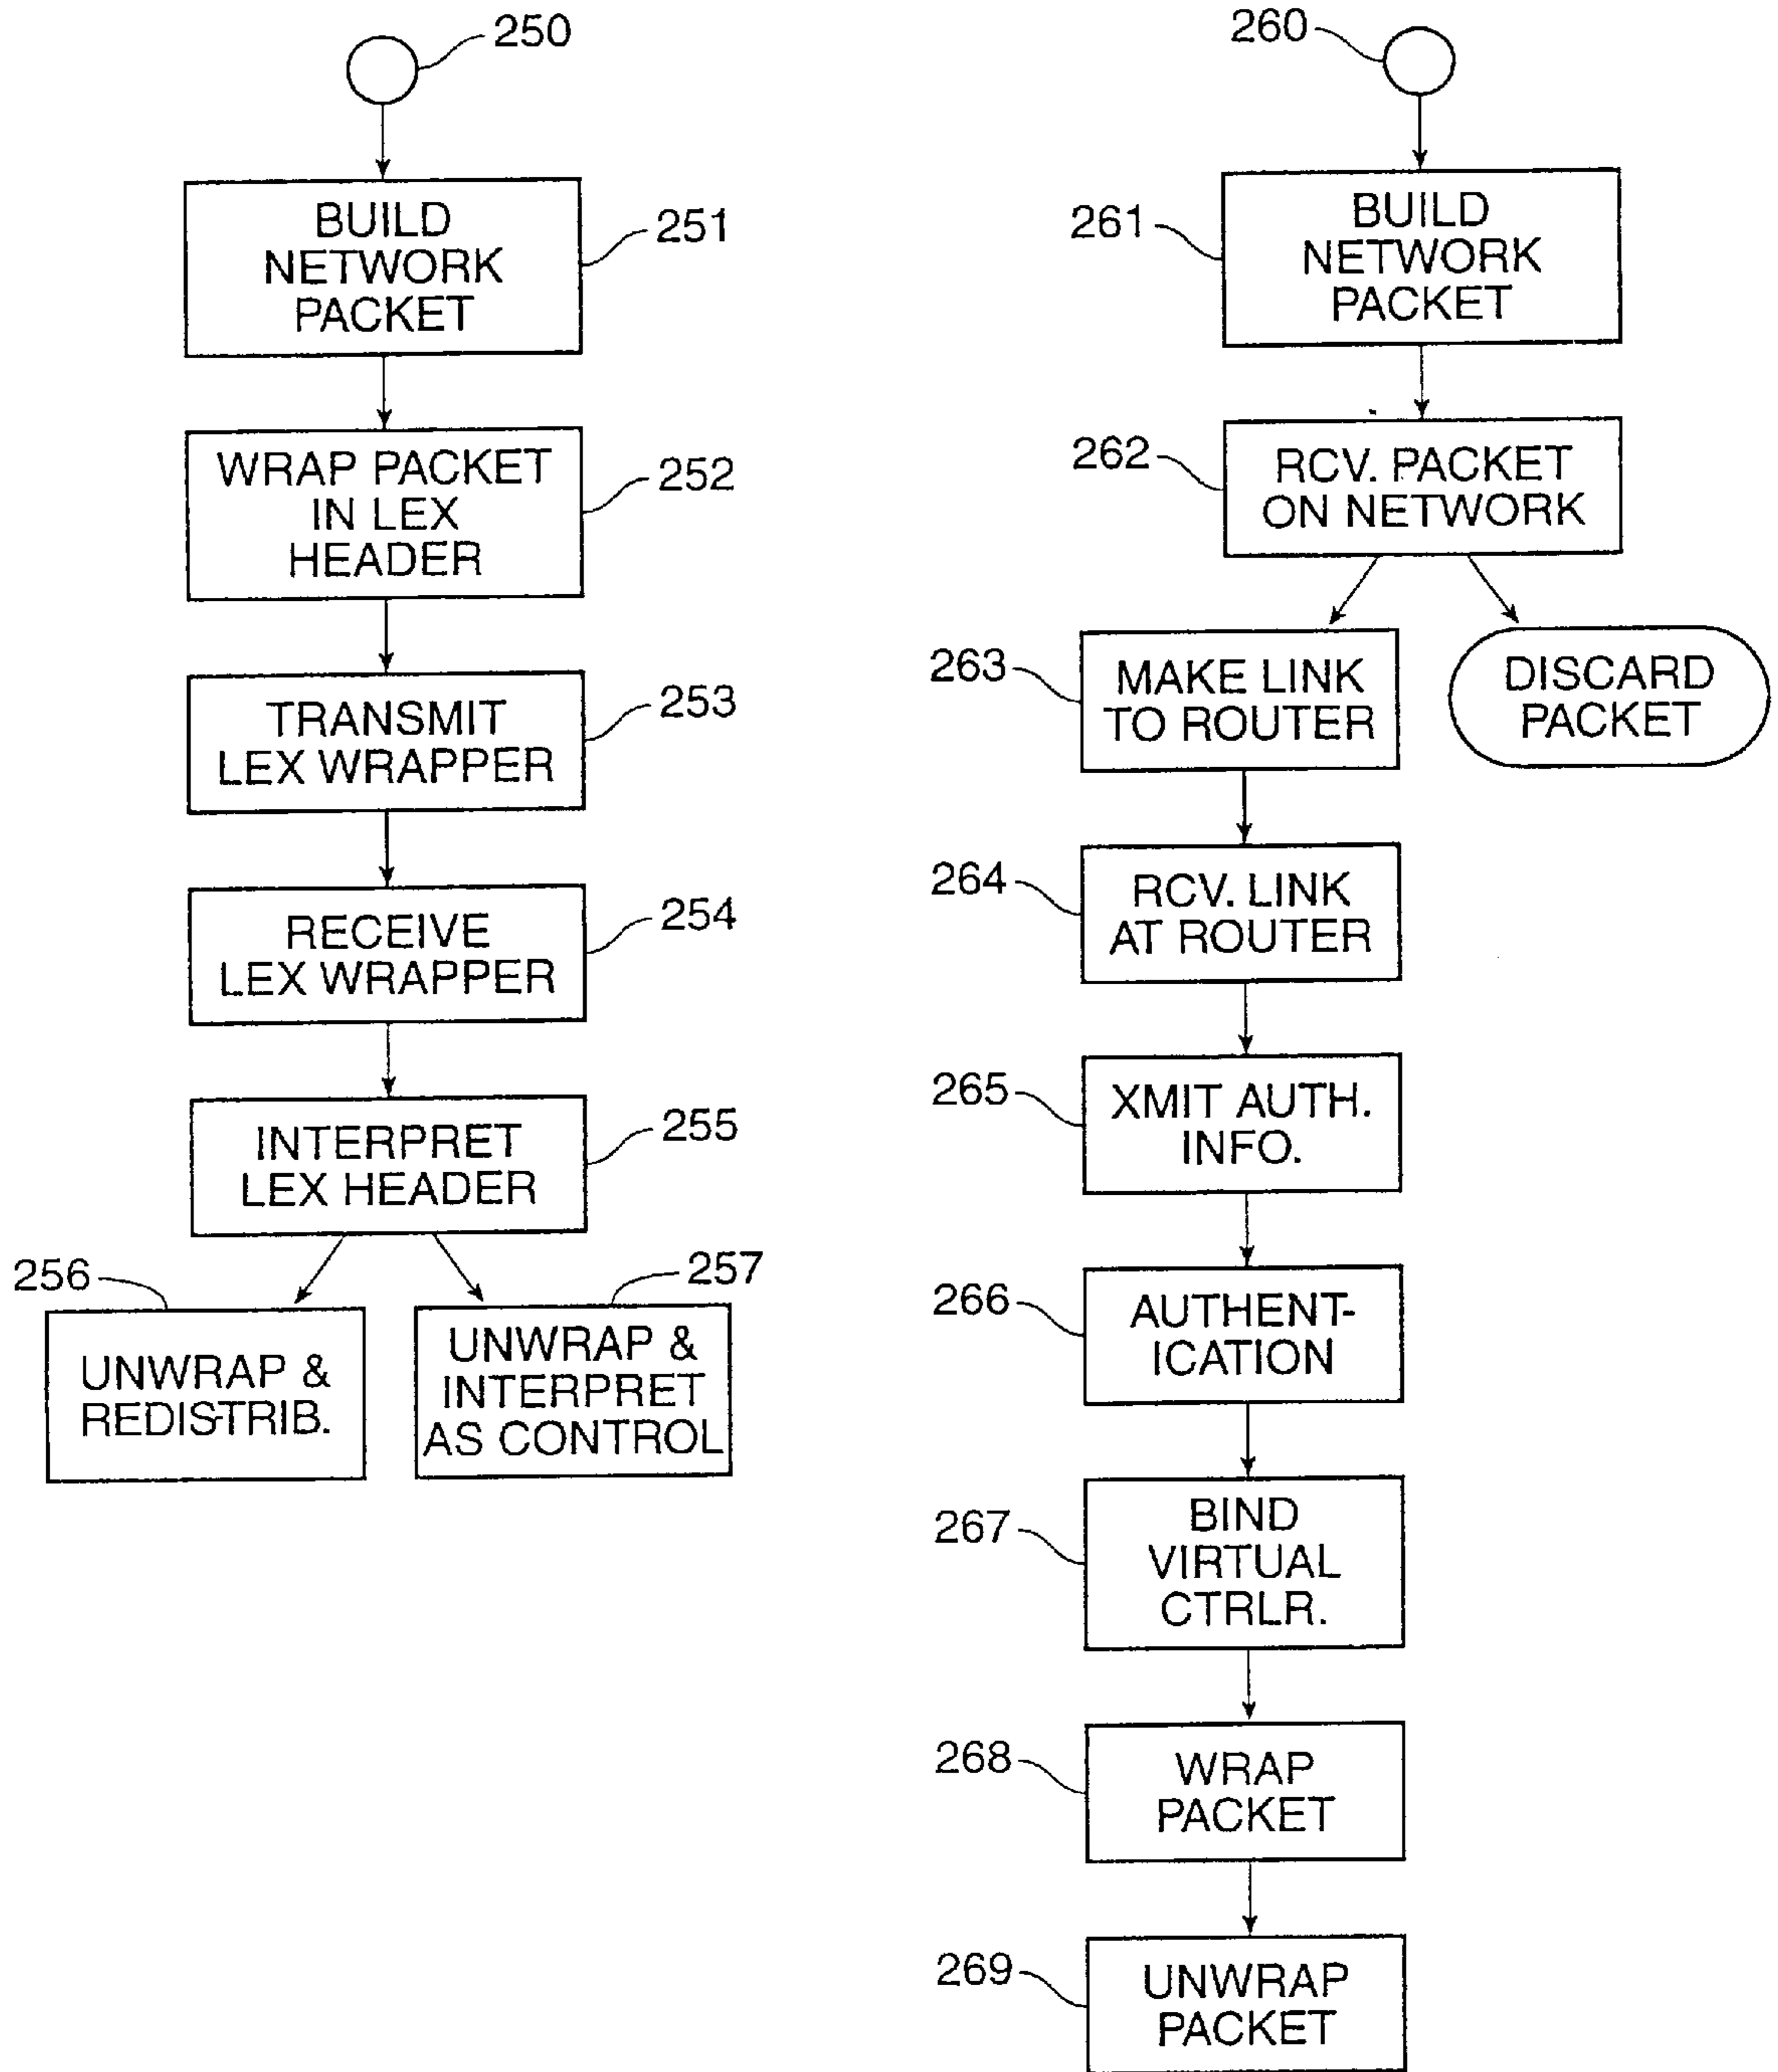 250
BUILD
NETWORK
PACKET
251
WRAP PACKET
IN LEX
HEADER
252
TRANSMIT
LEX WRAPPER
253
RECEIVE
LEX WRAPPER
254
INTERPRET
LEX HEADER
255
256
UNWRAP &
REDIS-TRIB.
257
UNWRAP &
INTERPRET
AS CONTROL
260
261
BUILD
NETWORK
PACKET
262
RCV. PACKET
ON NETWORK
263
MAKE LINK
TO ROUTER
DISCARD
PACKET
264
RCV. LINK
AT ROUTER
265
XMIT AUTH.
INFO.
266
AUTHENT-
ICATION
267
BIND
VIRTUAL
CTRLR.
268
WRAP
PACKET
269
UNWRAP
PACKET